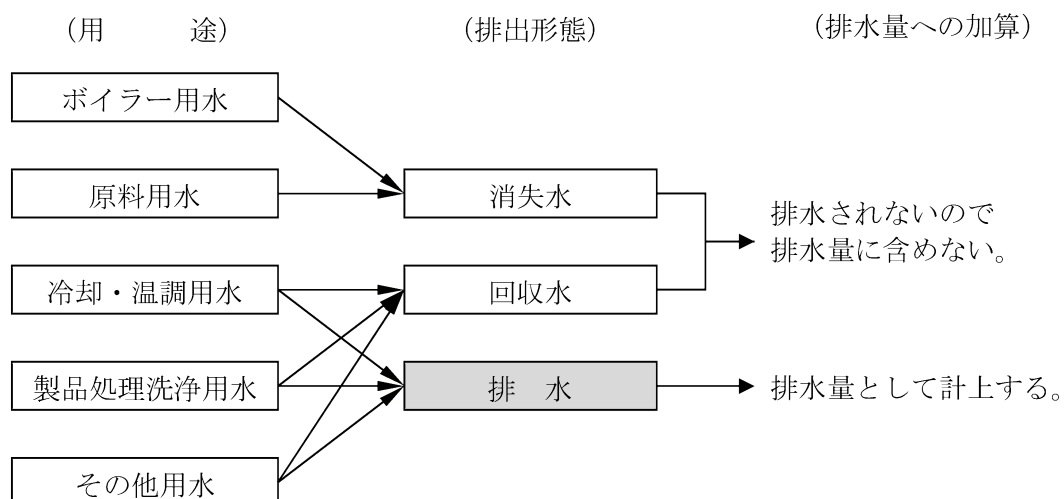 （用　　　途）　（排出形態）　（排水量への加算）
ボイラー用水
原料用水
消失水
排水されないので
排水量に含めない。
冷却・温調用水
回収水
製品処理洗浄用水
排　水
排水量として計上する。
その他用水